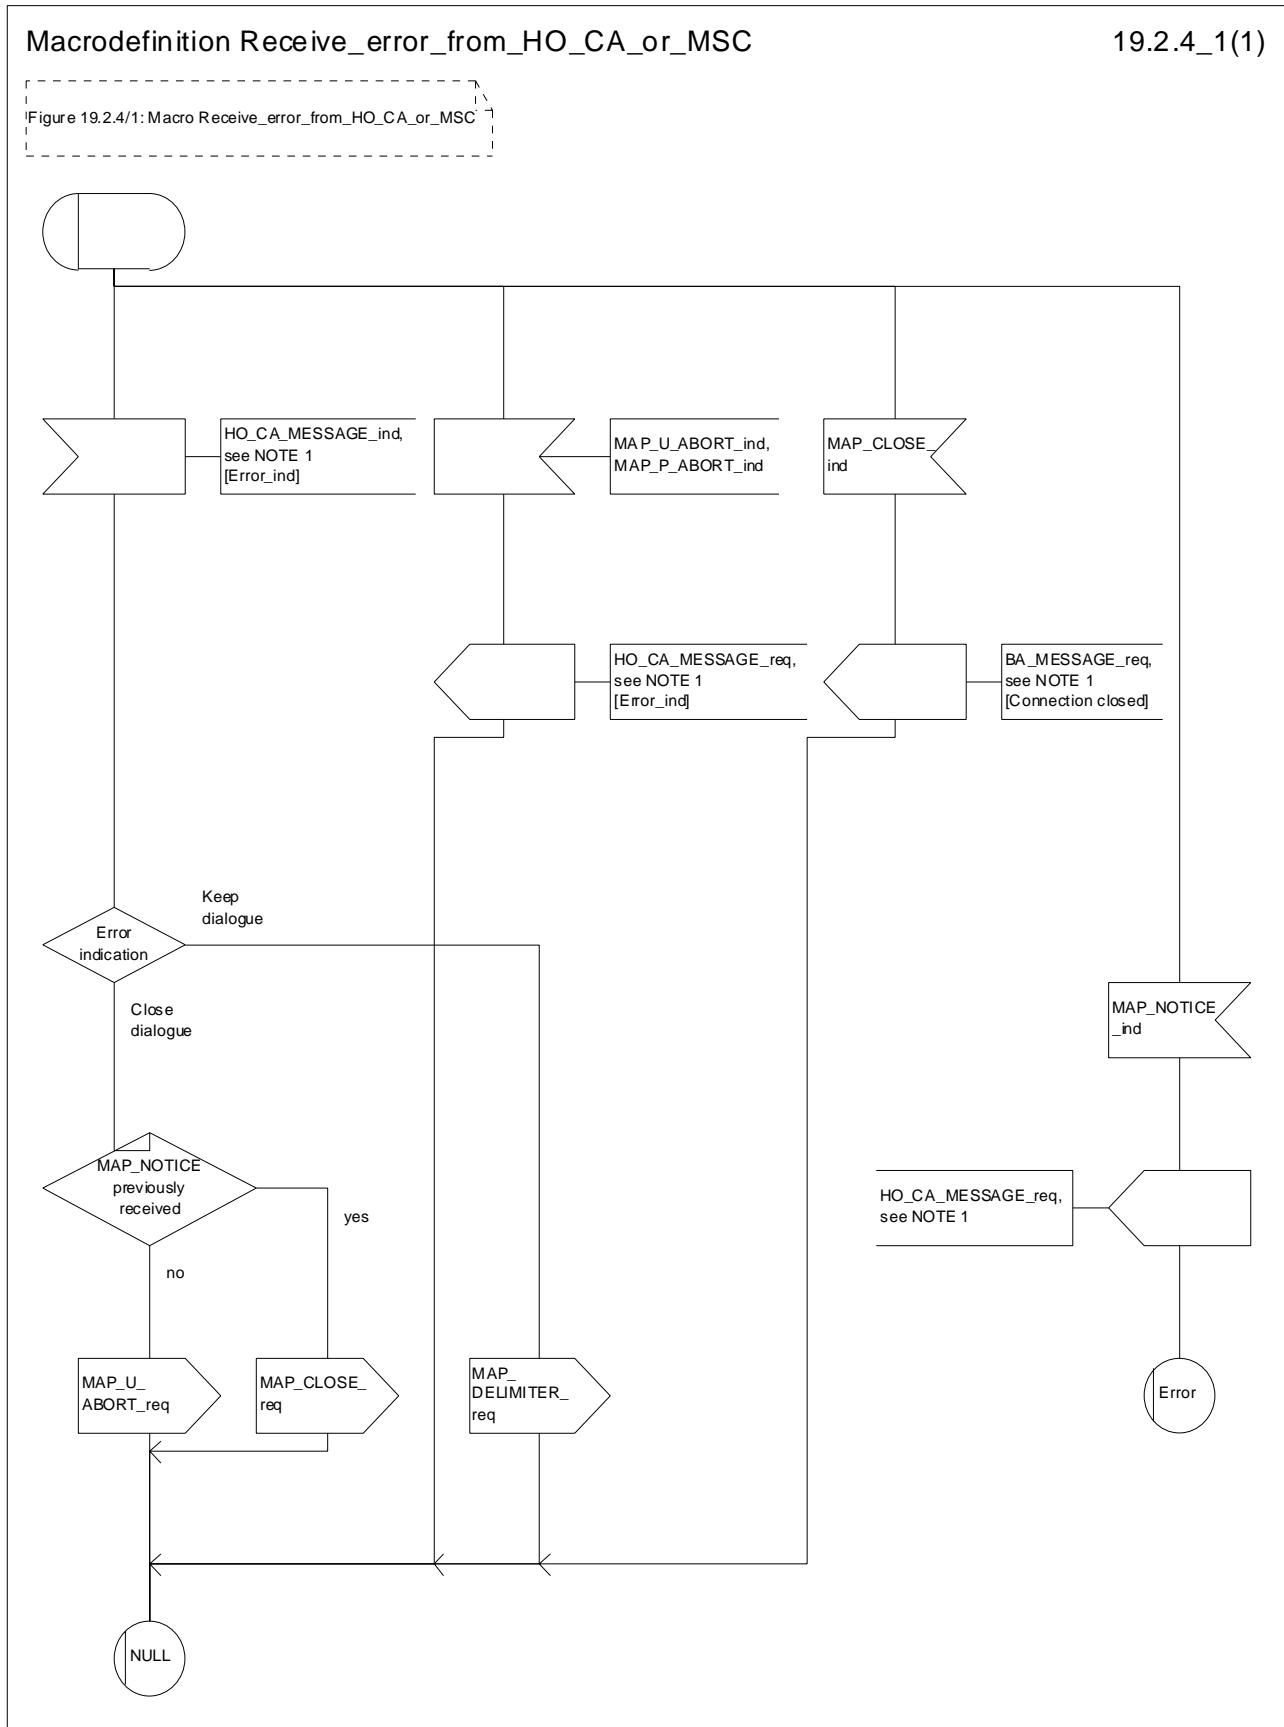 Macrodefinition Receive_error_from_HO_CA_or_MSC
19.2.4_1(1)
Figure 19.2.4/1: Macro Receive_error_from_HO_CA_or_MSC
HO_CA_MESSAGE_ind,
see NOTE 1
[Error_ind]
MAP_U_ABORT_ind,
MAP_P_ABORT_ind
MAP_CLOSE_
ind
HO_CA_MESSAGE_req,
see NOTE 1
[Error_ind]
BA_MESSAGE_req,
see NOTE 1
[Connection closed]
Keep
dialogue
Error
indication
Close
dialogue
MAP_NOTICE
_ind
MAP_NOTICE
previously
received
yes
no
HO_CA_MESSAGE_req,
see NOTE 1
MAP_U_
ABORT_req
MAP_CLOSE_
req
MAP_
DELIMITER_
req
Error
NULL